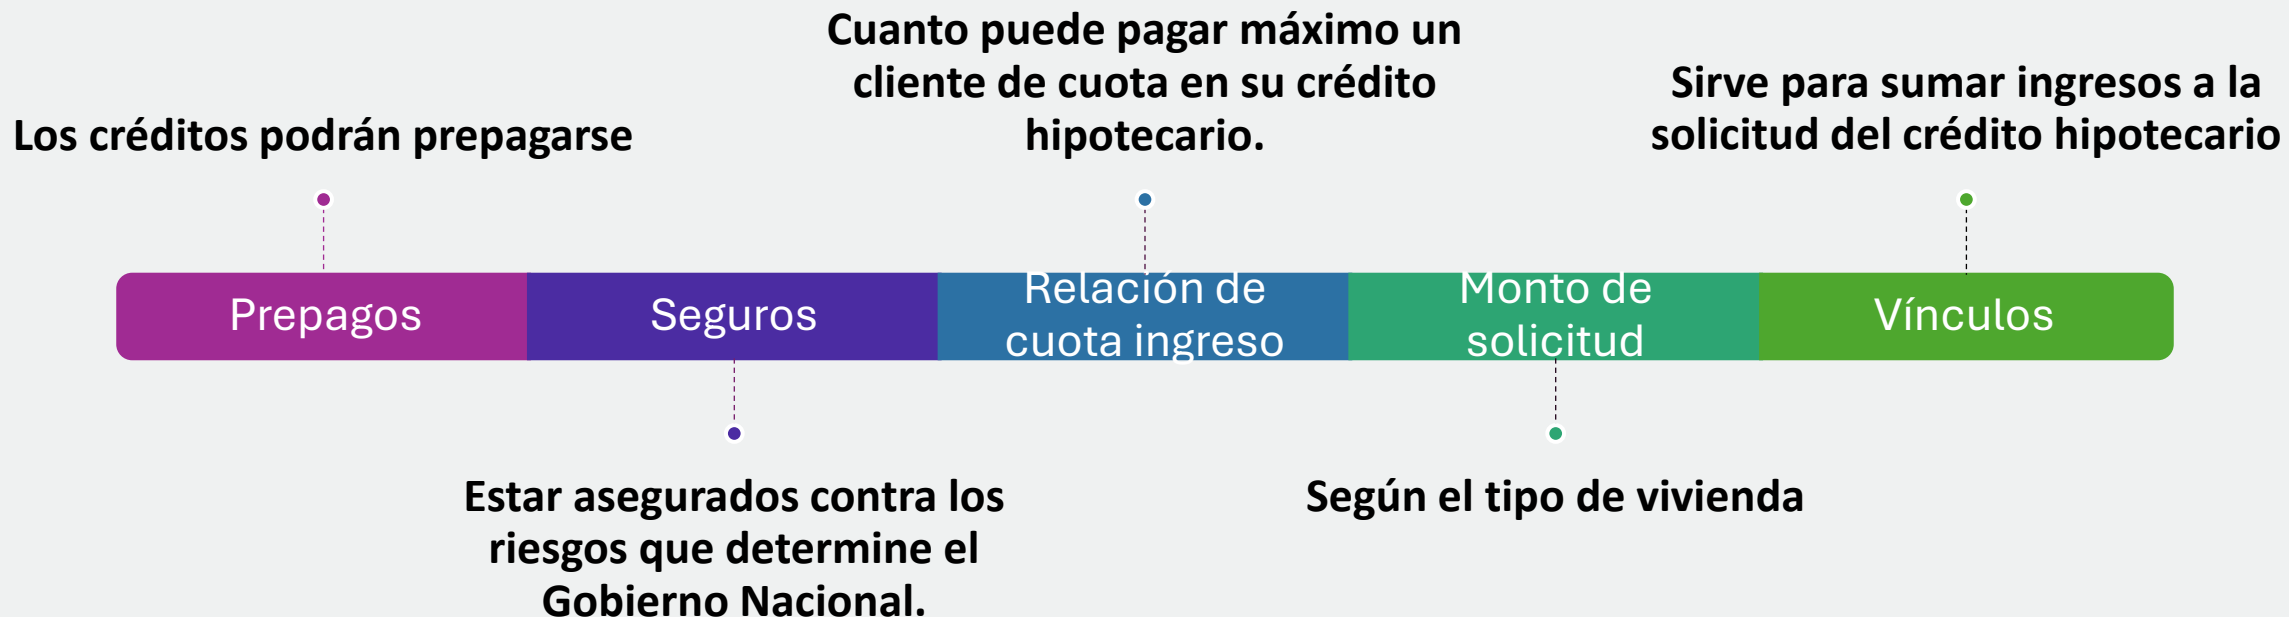 Cuanto puede pagar máximo un
cliente de cuota en su crédito
hipotecario.
Sirve para sumar ingresos a la
solicitud del crédito hipotecario
Los créditos podrán prepagarse
Prepagos
Seguros
Relación de
cuota ingreso
Monto de
solicitud
Vínculos
Estar asegurados contra los
riesgos que determine el
Gobierno Nacional.
Según el tipo de vivienda